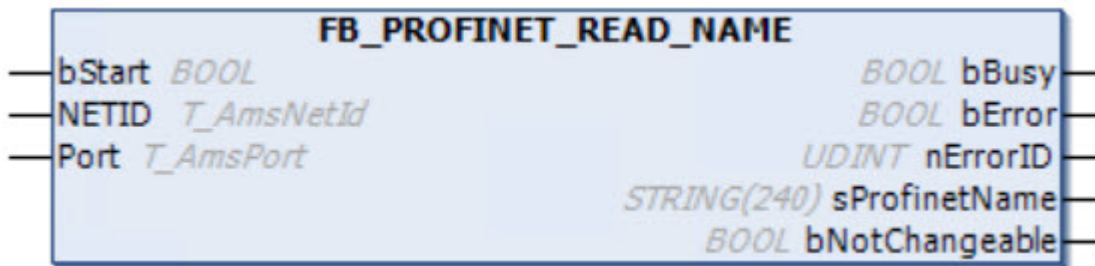 FB_PROFINET_READ_NAME
bStart BOOL BOOL bBusy
NETID T_AmsNetId BOOL bError
Port T_AmsPort UDINT nErrorID
STRING(240) sProfinetName
BOOL bNotChangeable